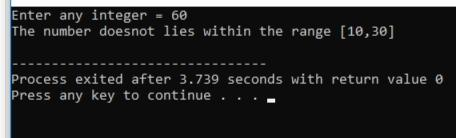 Enter any integer = 60
The number doesnot lies within the range [10,30]
--------------------------------
Process exited after 3.739 seconds with return value 0
Press any key to continue . . .